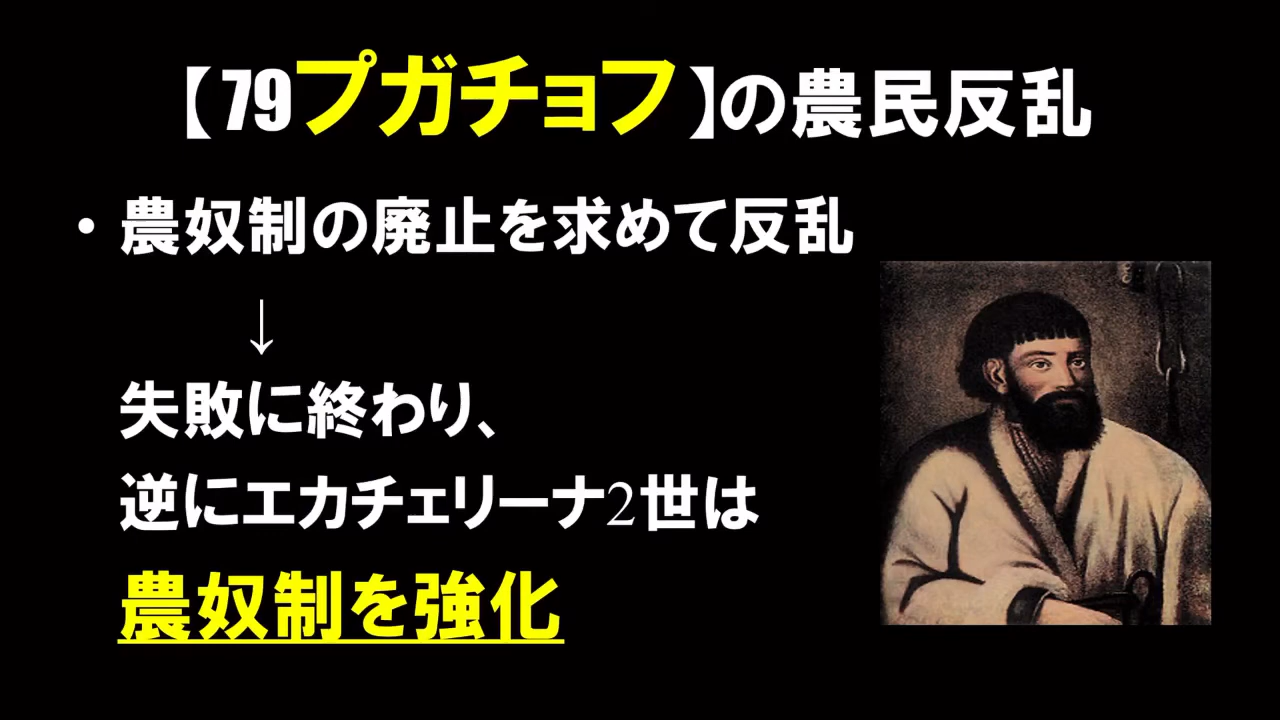 【79プガチョフ】の農民反乱
・農奴制の廃止を求めて反乱
↓
失敗に終わり、
逆にエカチェリーナ2世は
農奴制を強化